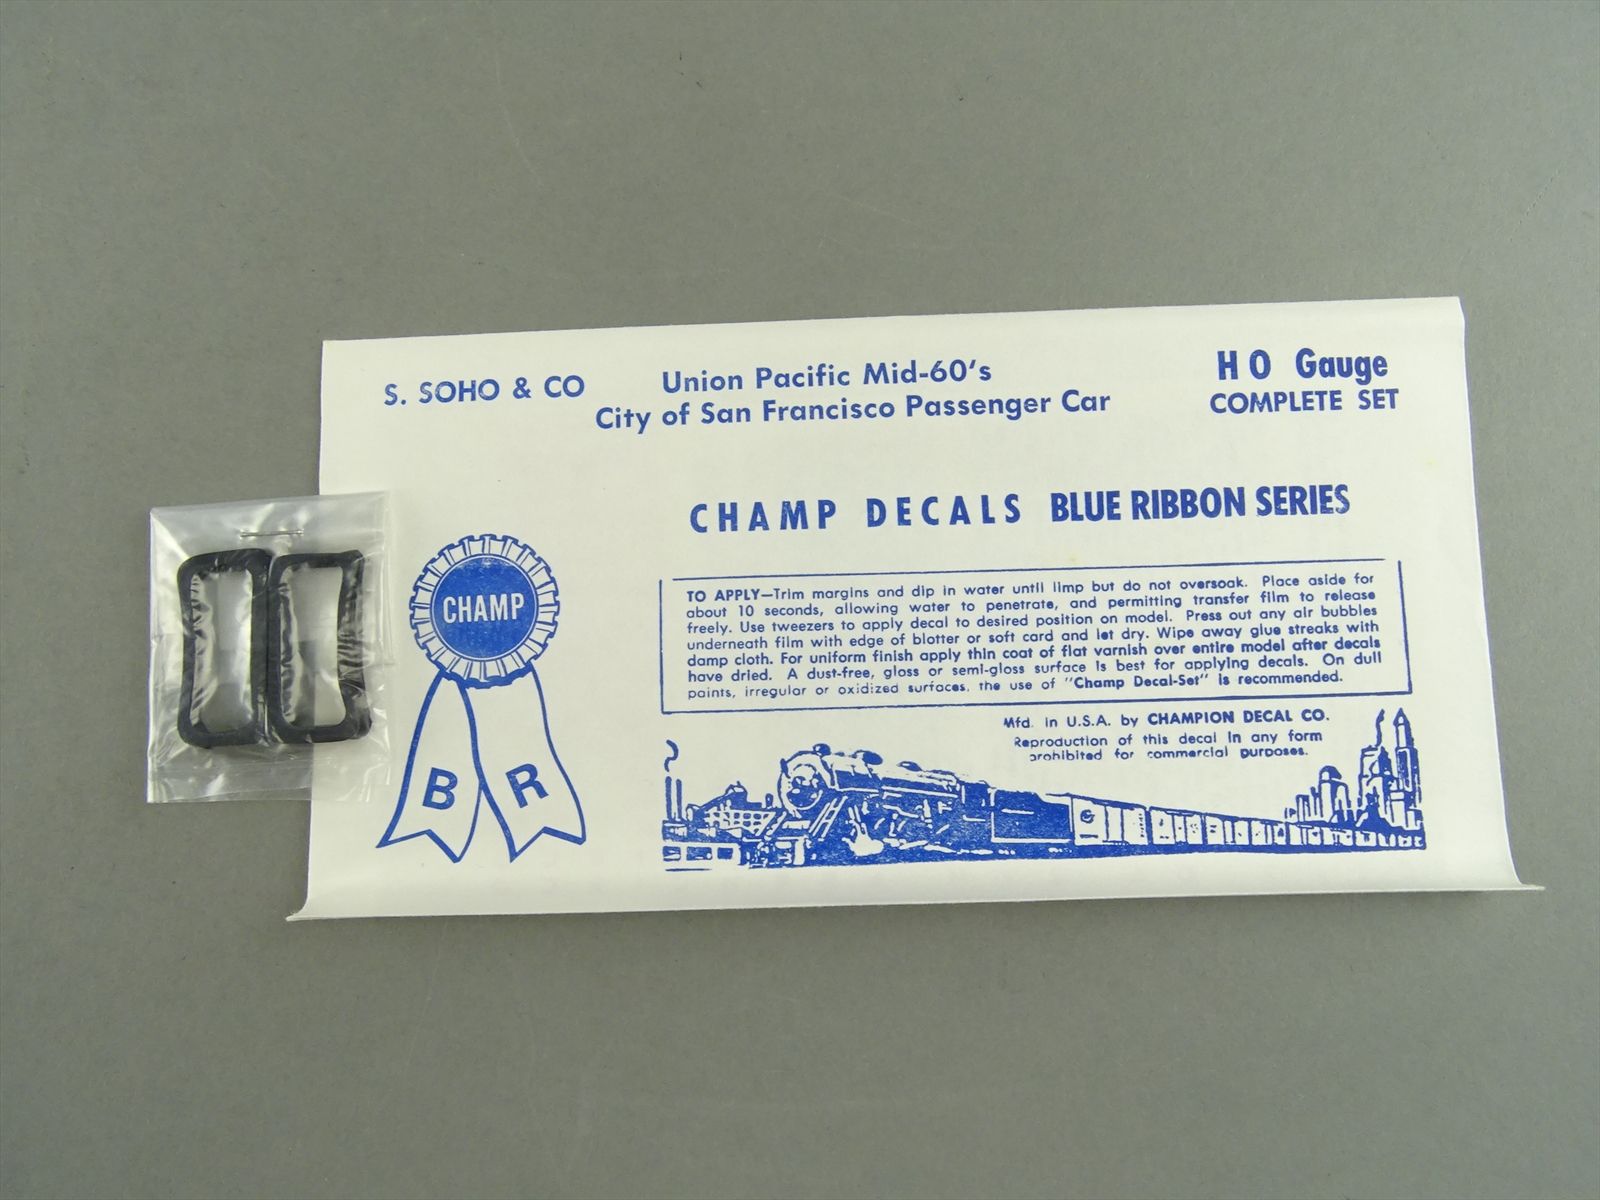 S. SOHO & CO
Union Pacific Mid-60's
City of San Francisco Passenger Car
HO Gauge
COMPLETE SET
CHAMP DECALS BLUE RIBBON SERIES
CHAMP
B R
TO APPLY—Trim margins and dip in water until limp but do not oversoak. Place aside for
about 10 seconds, allowing water to penetrate, and permitting transfer film to release
freely. Use tweezers to apply decal to desired position on model. Press out any air bubbles
underneath film with edge of blotter or soft card and let dry. Wipe away glue streaks with
damp cloth. For uniform finish apply thin coat of flat varnish over entire model after decals
have dried. A dust-free, gloss or semi-gloss surface is best for applying decals. On dull
paints, irregular or oxidized surfaces, the use of "Champ Decal-Set" is recommended.
Mfd. in U.S.A. by CHAMPION DECAL CO.
Reproduction of this decal in any form
prohibited for commercial purposes.